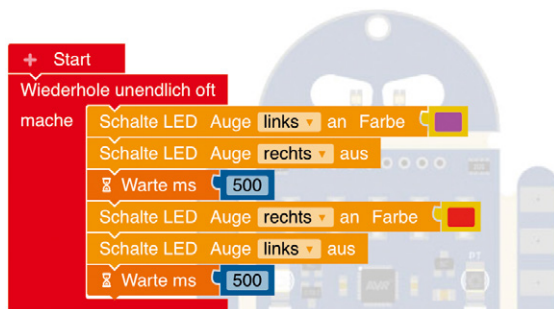 + Start
Wiederhole unendlich oft
mache Schalte LED Auge links an Farbe
Schalte LED Auge rechts aus
Warte ms 500
Schalte LED Auge rechts an Farbe
Schalte LED Auge links aus
Warte ms 500